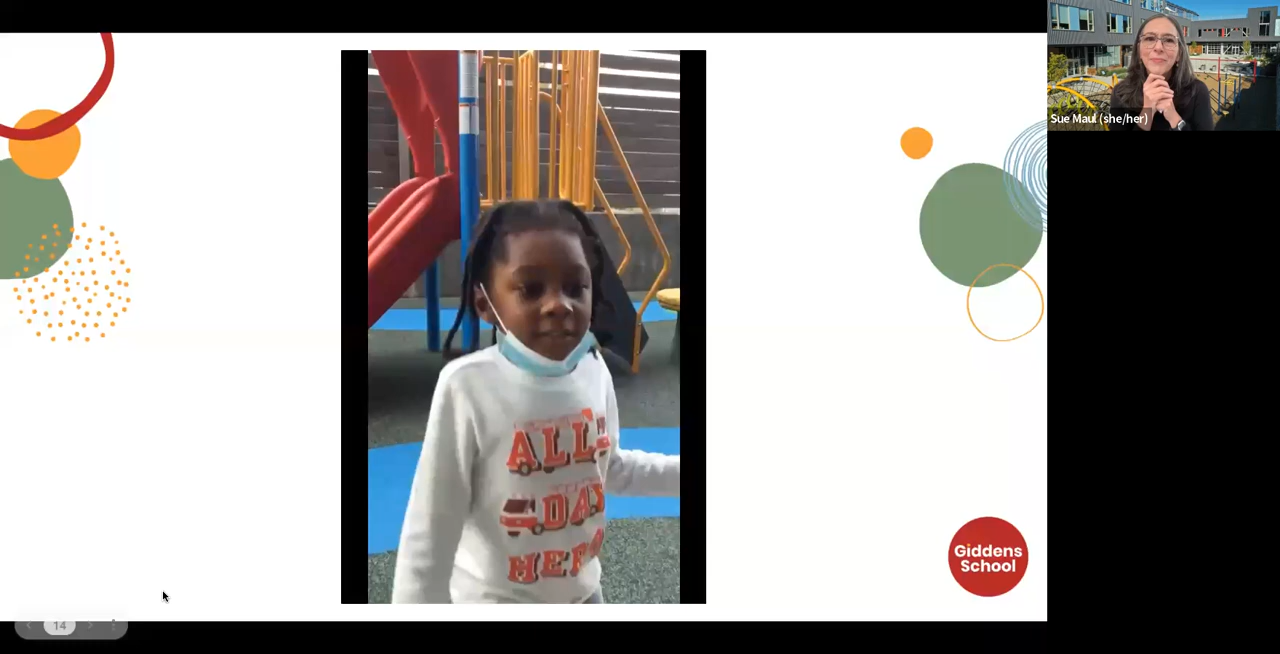 Sue Maul (she/her)
ALL
DAY
HERO
Giddens
School
14